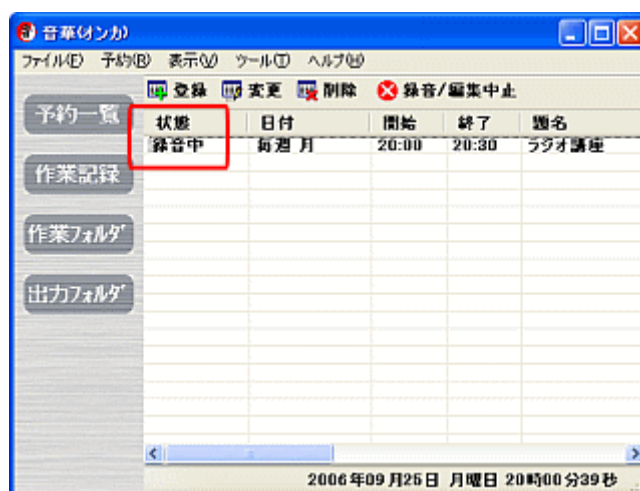 音華(オンカ)
ファイル(F) 予約(R) 表示(V) ツール(T) ヘルプ(H)
登録 変更 削除 録音/編集中止
予約一覧
作業記録
作業フォルダ
出力フォルダ
状態 日付 開始 終了 題名
録音中 毎週 月 20:00 20:30 ラジオ講座
2006年09月25日 月曜日 20時00分39秒